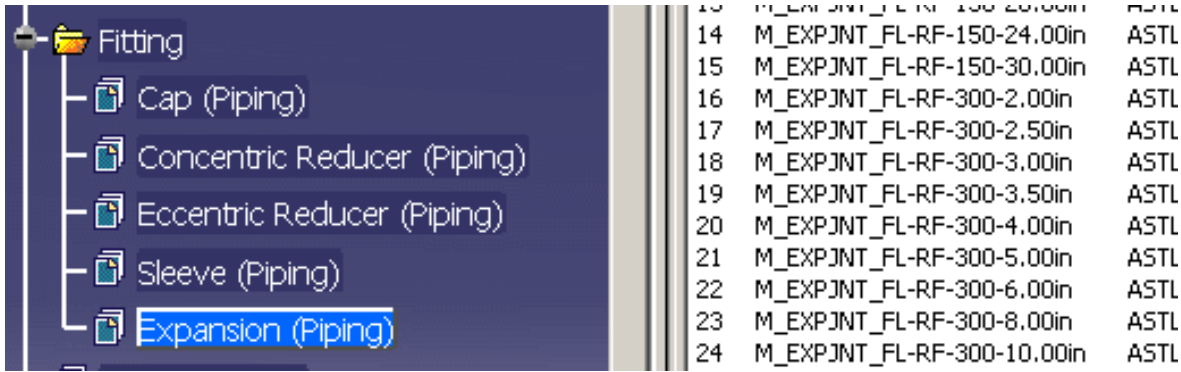 Fitting
Cap (Piping)
Concentric Reducer (Piping)
Eccentric Reducer (Piping)
Sleeve (Piping)
Expansion (Piping)
14 M_EXPJNT_FL-RF-150-24.00in ASTL
15 M_EXPJNT_FL-RF-150-30.00in ASTL
16 M_EXPJNT_FL-RF-300-2.00in ASTL
17 M_EXPJNT_FL-RF-300-2.50in ASTL
18 M_EXPJNT_FL-RF-300-3.00in ASTL
19 M_EXPJNT_FL-RF-300-3.50in ASTL
20 M_EXPJNT_FL-RF-300-4.00in ASTL
21 M_EXPJNT_FL-RF-300-5.00in ASTL
22 M_EXPJNT_FL-RF-300-6.00in ASTL
23 M_EXPJNT_FL-RF-300-8.00in ASTL
24 M_EXPJNT_FL-RF-300-10.00in ASTL